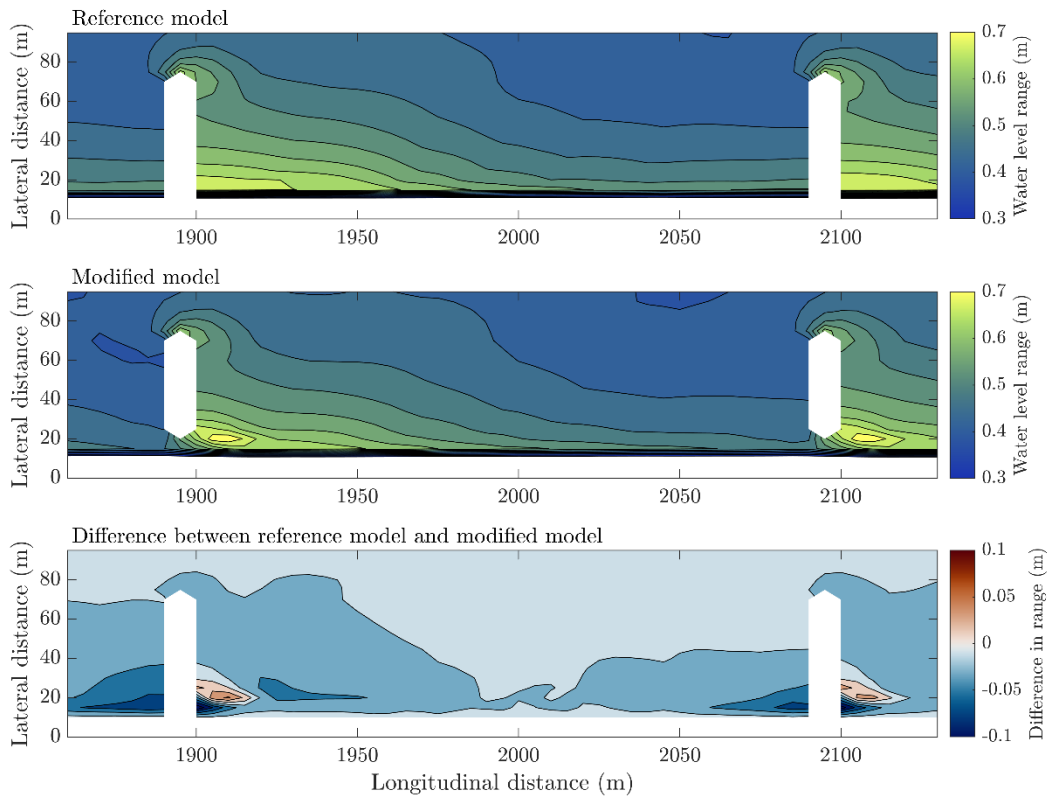 Reference model
Lateral distance (m)
80
60
40
20
0
1900 1950 2000 2050 2100
0.7
0.6
0.5
0.4
0.3
Water level range (m)
Modified model
Lateral distance (m)
80
60
40
20
0
1900 1950 2000 2050 2100
0.7
0.6
0.5
0.4
0.3
Water level range (m)
Difference between reference model and modified model
Lateral distance (m)
80
60
40
20
0
1900 1950 2000 2050 2100
Longitudinal distance (m)
0.1
0.05
0
-0.05
-0.1
Difference in range (m)